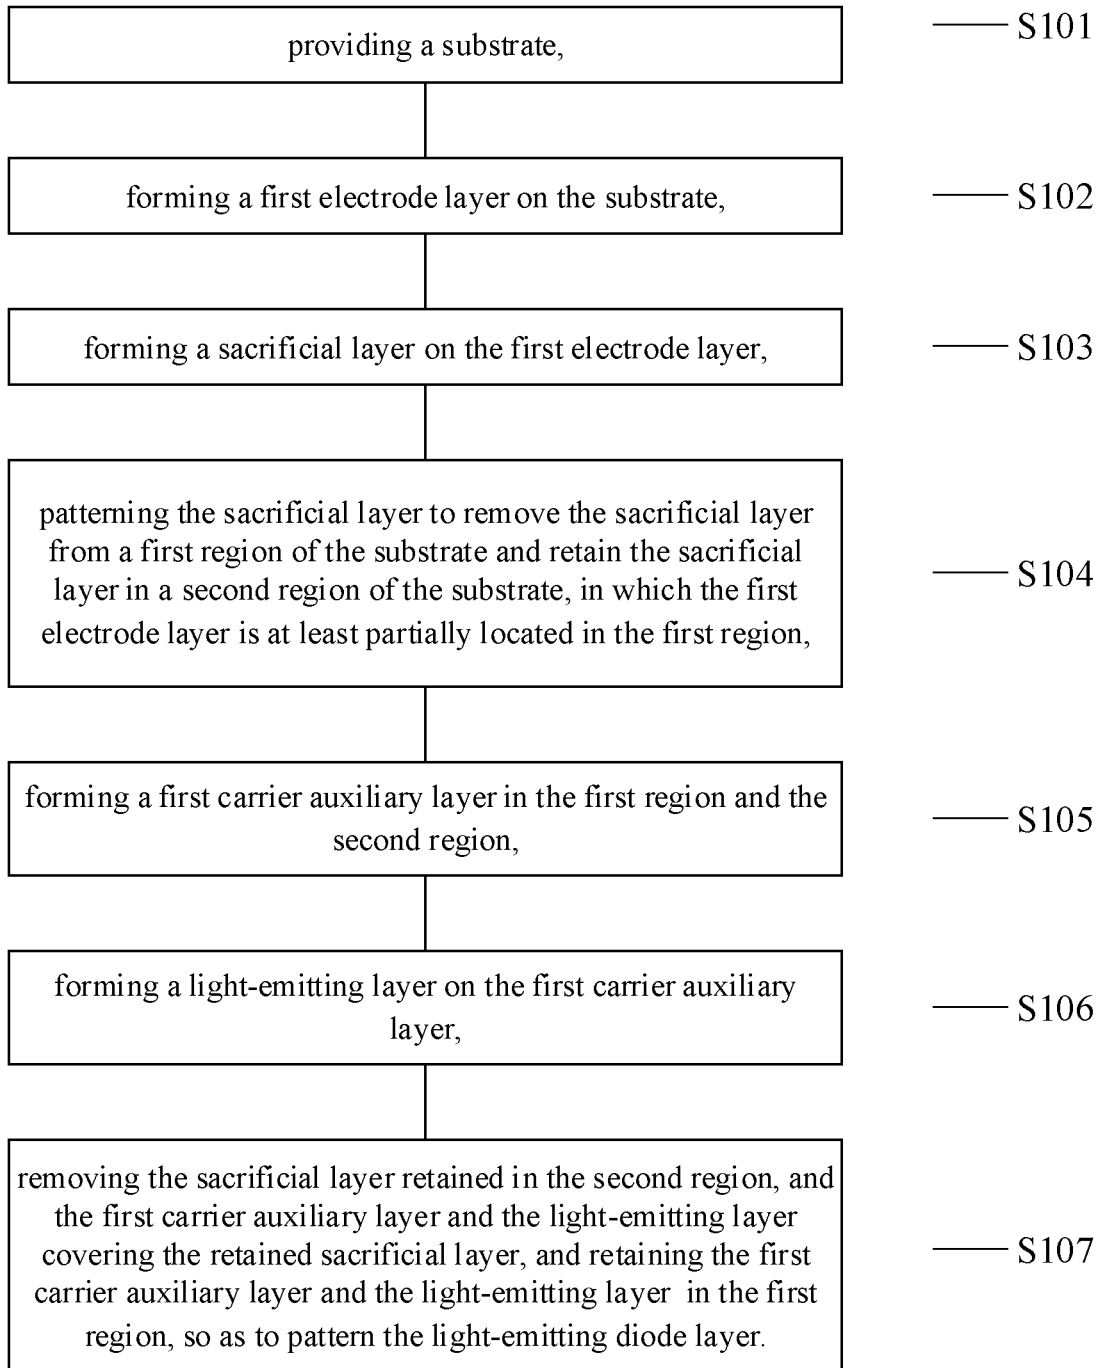 providing a substrate,
S101
forming a first electrode layer on the substrate,
S102
forming a sacrificial layer on the first electrode layer,
S103
patterning the sacrificial layer to remove the sacrificial layer
from a first region of the substrate and retain the sacrificial
layer in a second region of the substrate, in which the first
electrode layer is at least partially located in the first region,
S104
forming a first carrier auxiliary layer in the first region and the
second region,
S105
forming a light-emitting layer on the first carrier auxiliary
layer,
S106
removing the sacrificial layer retained in the second region, and
the first carrier auxiliary layer and the light-emitting layer
covering the retained sacrificial layer, and retaining the first
carrier auxiliary layer and the light-emitting layer in the first
region, so as to pattern the light-emitting diode layer.
S107